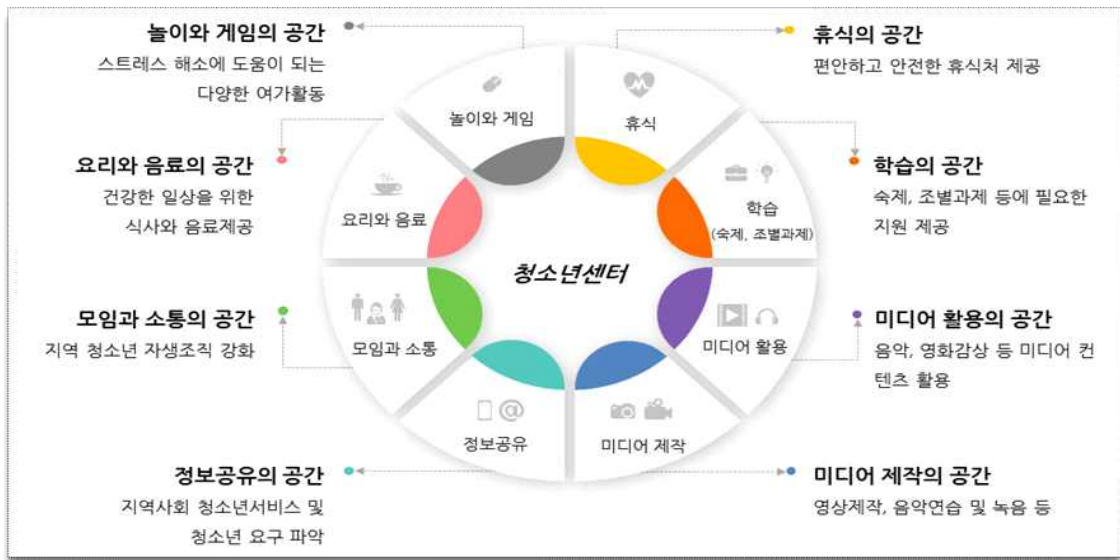 놀이와 게임의 공간
스트레스 해소에 도움이 되는
다양한 여가활동
요리와 음료의 공간
건강한 일상을 위한
식사와 음료제공
모임과 소통의 공간
지역 청소년 자생조직 강화
정보공유의 공간
지역사회 청소년서비스 및
청소년 요구 파악
놀이와 게임
휴식
요리와 음료
학습
(숙제, 조별과제)
청소년센터
모임과 소통
미디어 활용
정보공유
@
미디어 제작
휴식의 공간
편안하고 안전한 휴식처 제공
학습의 공간
숙제, 조별과제 등에 필요한
지원 제공
미디어 활용의 공간
음악, 영화감상 등 미디어 컨
텐츠 활용
미디어 제작의 공간
영상제작, 음악연습 및 녹음 등